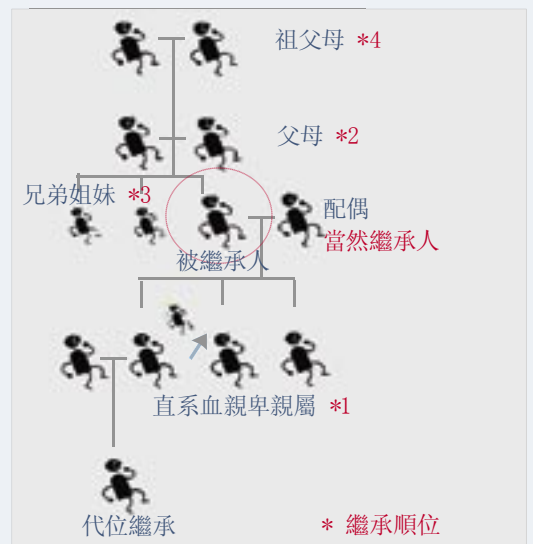 祖父母 *4
父母 *2
兄弟姐妹 *3
配偶
當然繼承人
被繼承人
直系血親卑親屬 *1
代位繼承
* 繼承順位